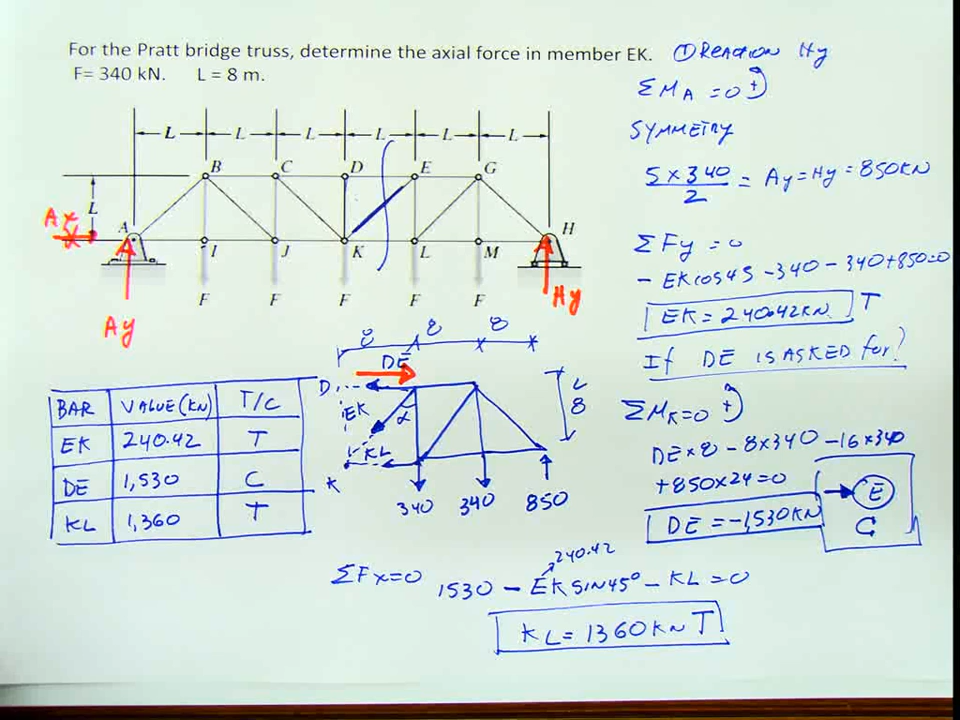 For the Pratt bridge truss, determine the axial force in member EK.
F= 340 kN. L = 8 m.
① Reaction Hy
ΣM_A = 0 +
SYMMETRY
5 x 340 / 2 = Ay = Hy = 850 KN
ΣFy = 0
- EK cos 45 - 340 - 340 + 850 = 0
EK = 240.42 KN T
If DE IS ASKED for?
ΣM_K = 0 +
DE x 8 - 8 x 340 - 16 x 340
+ 850 x 24 = 0
DE = -1,530 KN
E
C
L L L L L L
B C D E G
L
Ax A H
I J K L M
F F F F F
Ay Hy
8 8 8
DE
D
EK α L
8
KL
K
340 340 850
BAR VALUE (KN) T/C
EK 240.42 T
DE 1,530 C
KL 1,360 T
240.42
ΣFx = 0 1530 - EK SIN 45° - KL = 0
KL = 1360 KN T